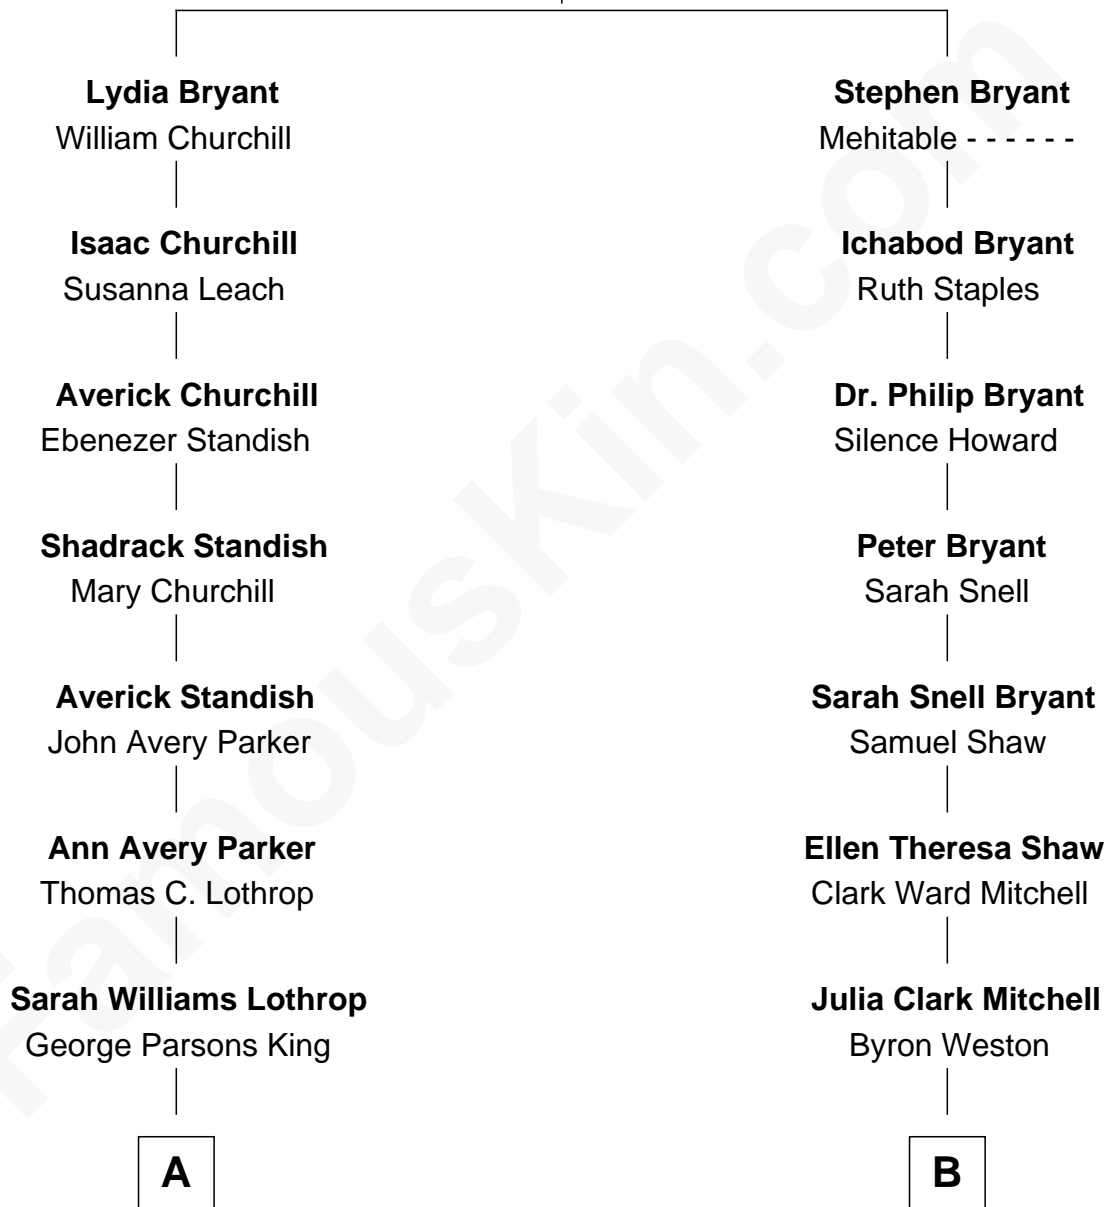 Lydia Bryant
William Churchill
Isaac Churchill
Susanna Leach
Averick Churchill
Ebenezer Standish
Shadrack Standish
Mary Churchill
Averick Standish
John Avery Parker
Ann Avery Parker
Thomas C. Lothrop
Sarah Williams Lothrop
George Parsons King
A
Stephen Bryant
Mehitable - - - - - -
Ichabod Bryant
Ruth Staples
Dr. Philip Bryant
Silence Howard
Peter Bryant
Sarah Snell
Sarah Snell Bryant
Samuel Shaw
Ellen Theresa Shaw
Clark Ward Mitchell
Julia Clark Mitchell
Byron Weston
B
FamousKin.com